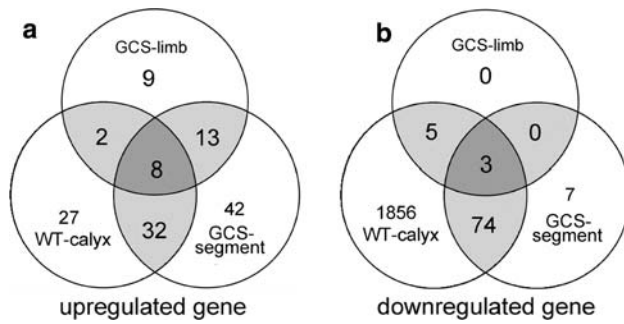 a
GCS-limb
9
2
13
8
27
WT-calyx
32
42
GCS-
segment
upregulated gene
b
GCS-limb
0
5
0
3
1856
WT-calyx
74
7
GCS-
segment
downregulated gene